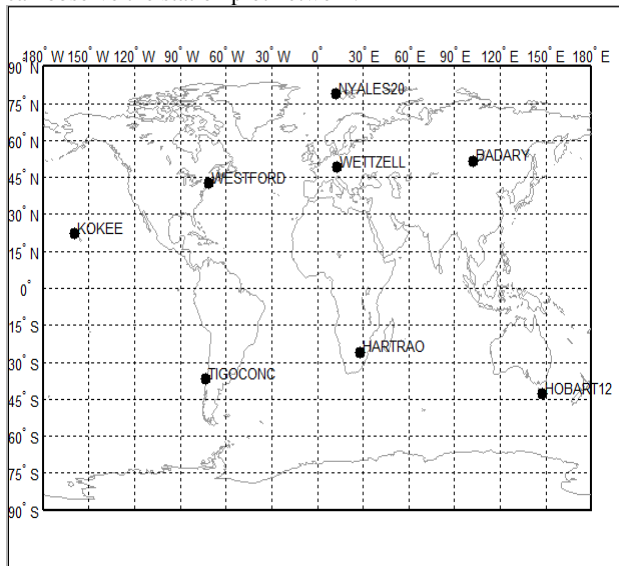 180° W 150° W 120° W 90° W 60° W 30° W 0° 30° E 60° E 90° E 120° E 150° E 180° E
90° N
NYALES20
75° N
60° N
WETTZELL
BADARY
45° N
WESTFORD
30° N
KOKEE
15° N
0°
15° S
HARTRAO
30° S
TIGOCONC
HOBART12
45° S
60° S
75° S
90° S